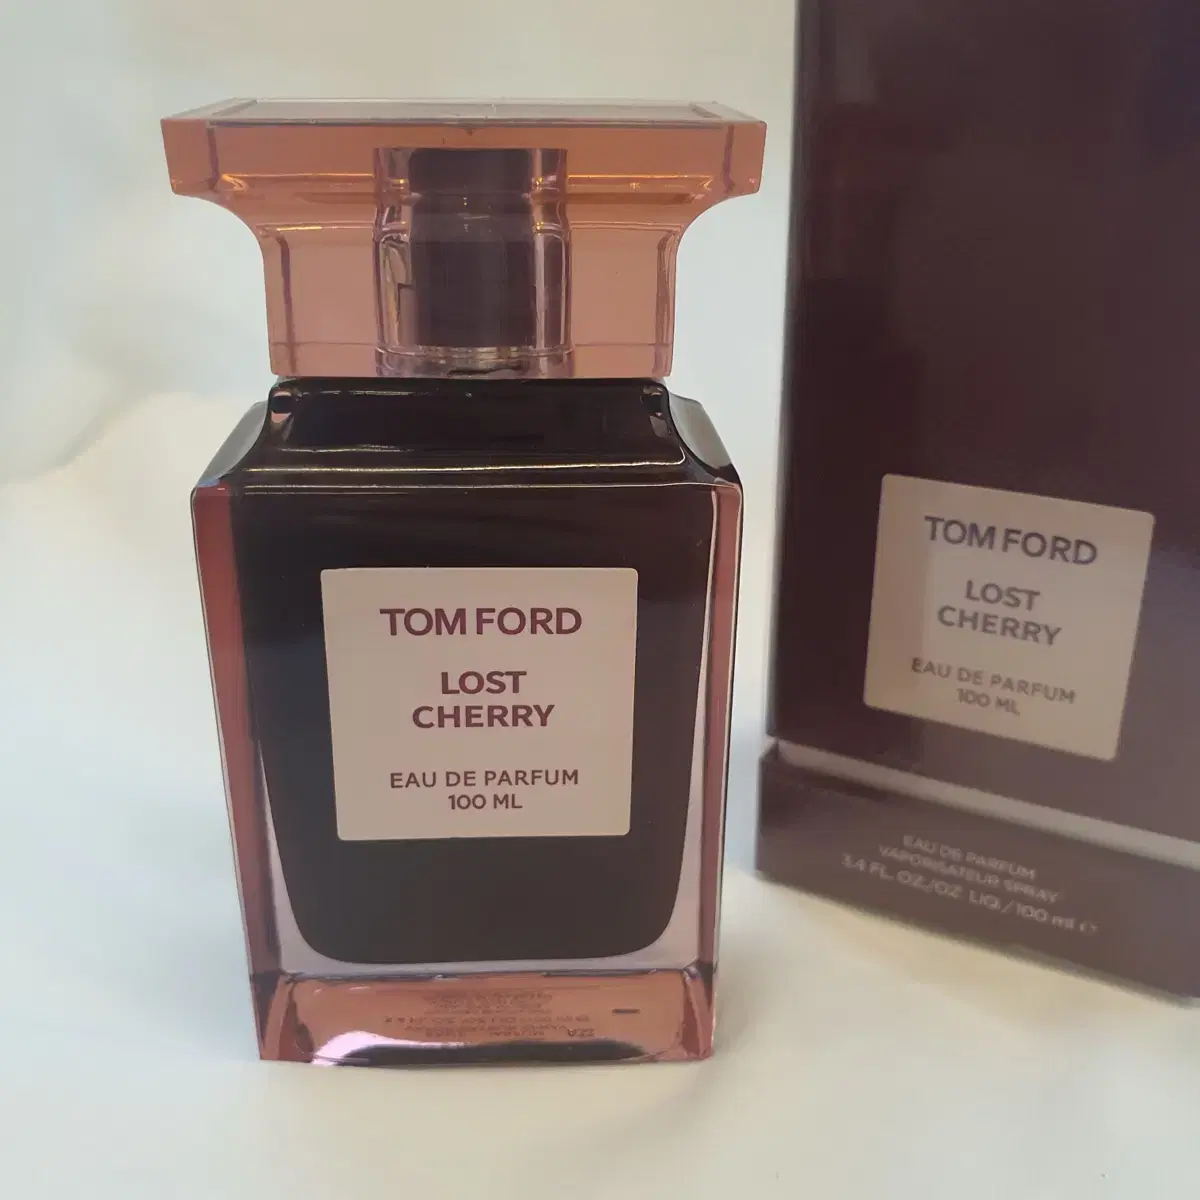 TOM FORD
LOST
CHERRY
EAU DE PARFUM
100 ML
TOM FORD
LOST
CHERRY
EAU DE PARFUM
100 ML
EAU DE PARFUM
VAPORISATEUR SPRAY
3.4 FL. OZ./OZ LIQ./100 ml e